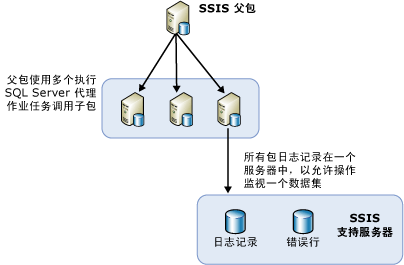 SSIS 父包
父包使用多个执行
SQL Server 代理
作业任务调用子包
所有包日志记录在一个
服务器中，以允许操作
监视一个数据集
SSIS
支持服务器
日志记录
错误行